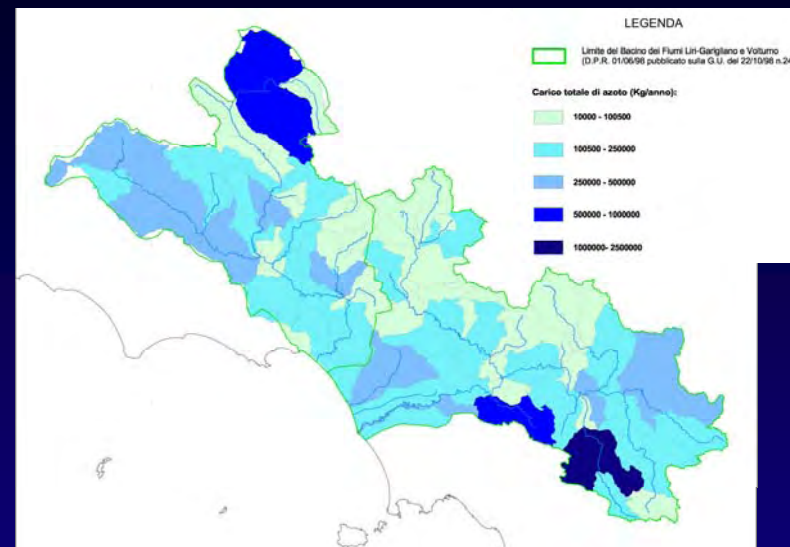 LEGENDA
Limite del Bacino dei Fiumi Liri-Garigliano e Volturno
(D.P.R. 01/06/98 pubblicato sulla G.U. del 22/10/98 n.24
Carico totale di azoto (Kg/anno):
10000 - 100500
100500 - 250000
250000 - 500000
500000 - 1000000
1000000- 2500000